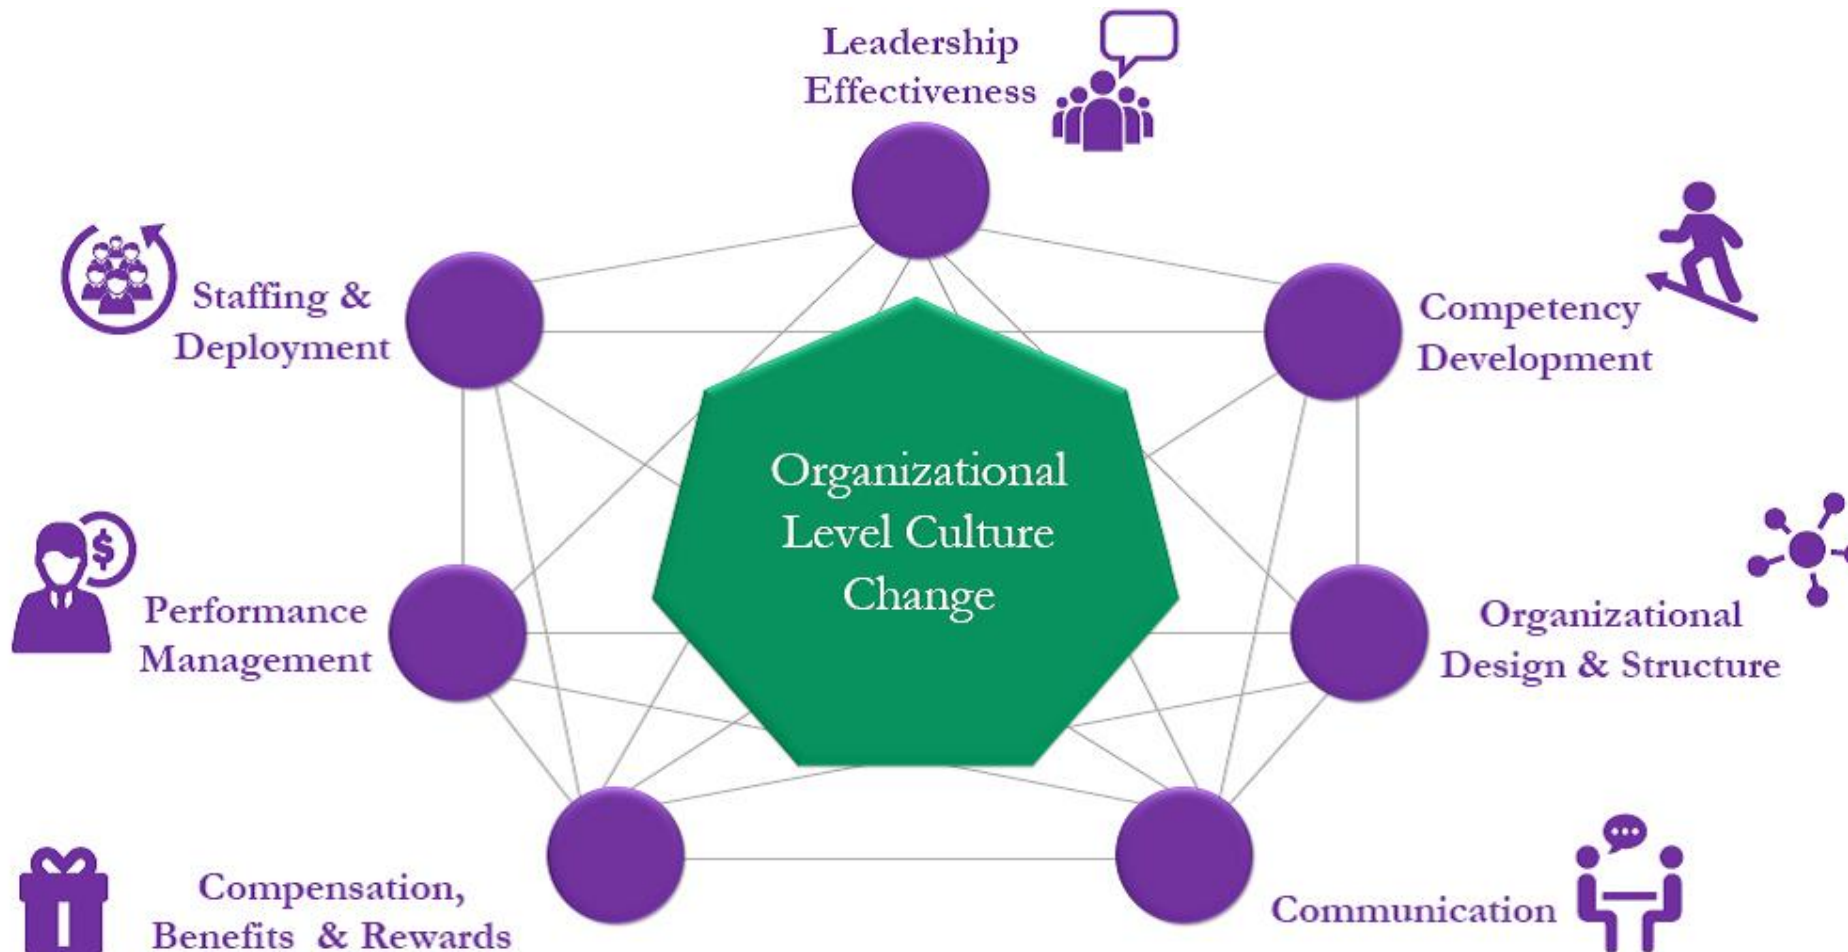 Leadership
Effectiveness
Staffing &
Deployment
Competency
Development
Organizational
Level Culture
Change
$
Performance
Management
Organizational
Design & Structure
Compensation,
Benefits & Rewards
Communication